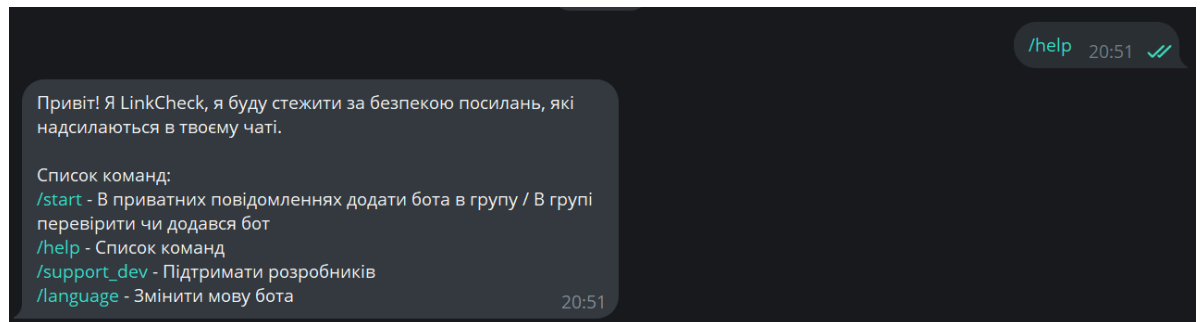 /help 20:51
Привіт! Я LinkCheck, я буду стежити за безпекою посилань, які
надсилаються в твоєму чаті.
Список команд:
/start - В приватних повідомленнях додати бота в групу / В групі
перевірити чи додався бот
/help - Список команд
/support_dev - Підтримати розробників
/language - Змінити мову бота
20:51